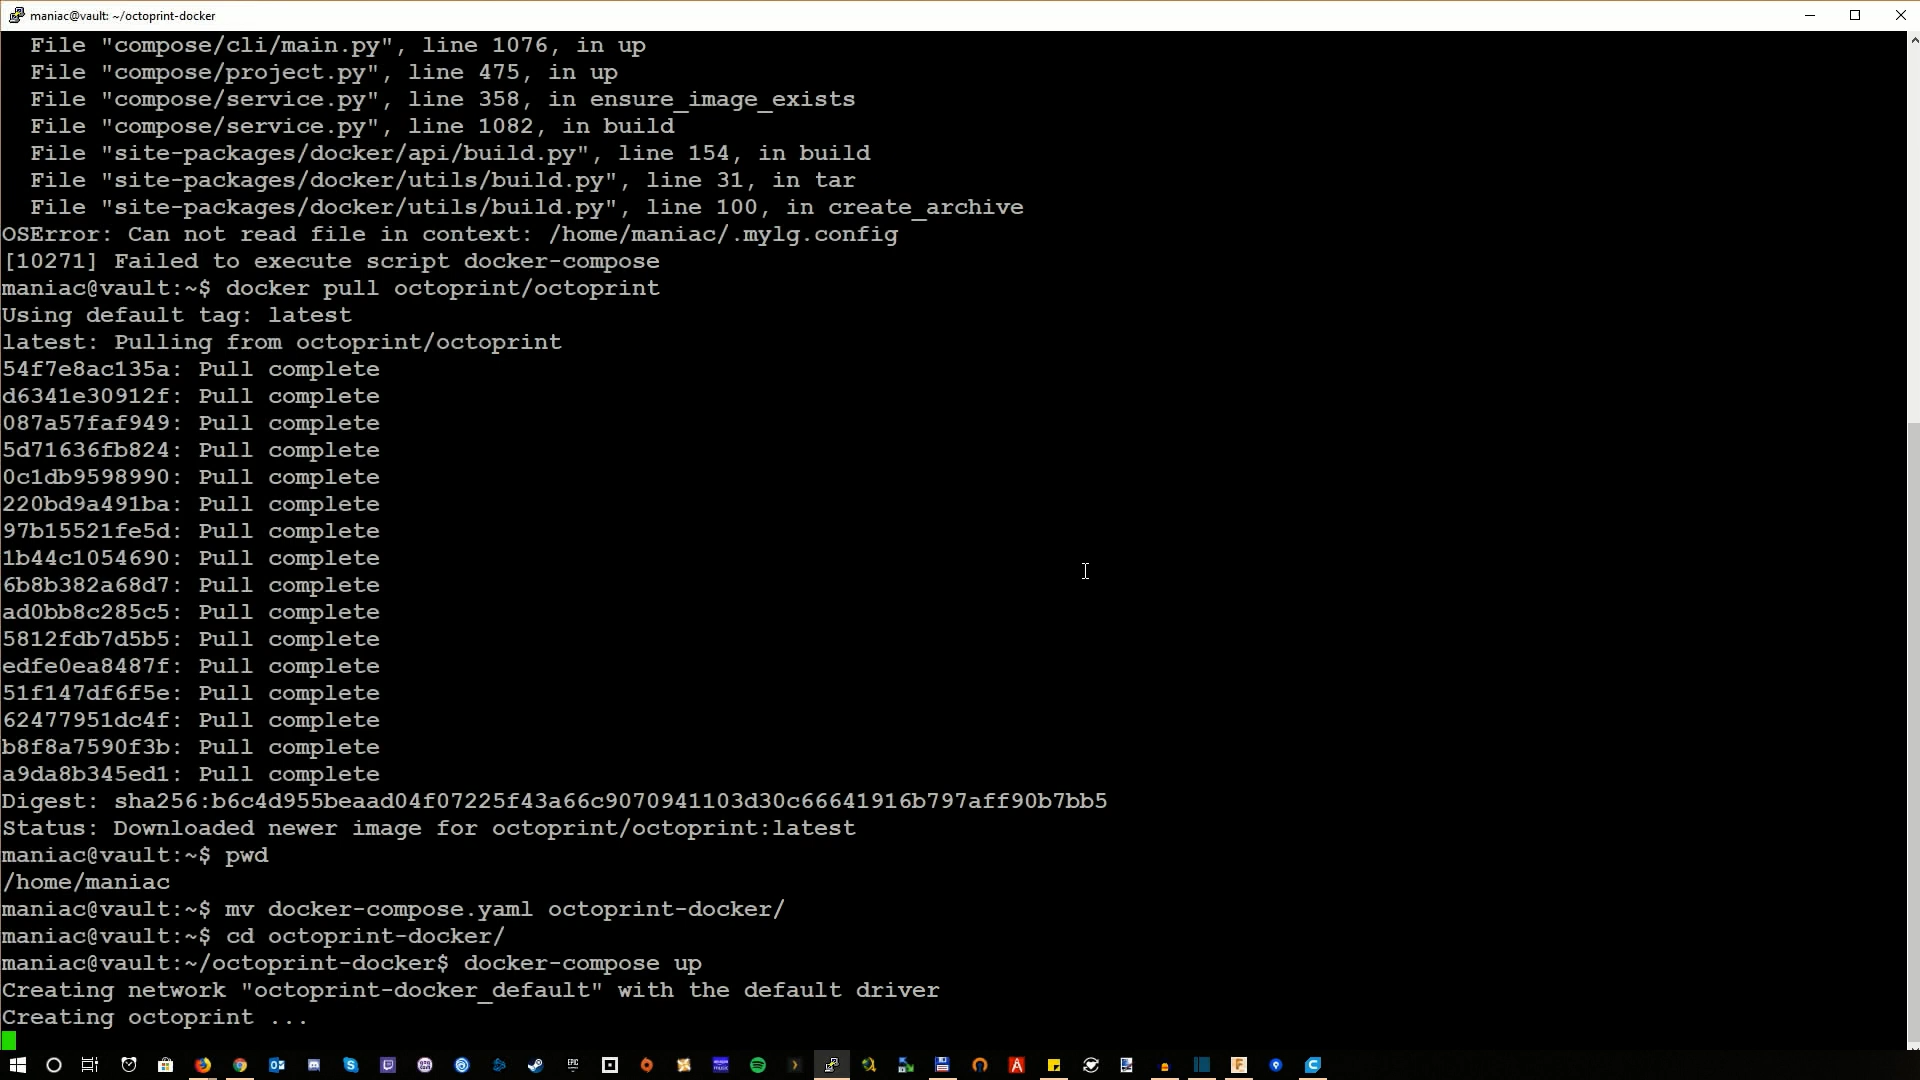 maniac@vault: ~/octoprint-docker
File "compose/cli/main.py", line 1076, in up
File "compose/project.py", line 475, in up
File "compose/service.py", line 358, in ensure_image_exists
File "compose/service.py", line 1082, in build
File "site-packages/docker/api/build.py", line 154, in build
File "site-packages/docker/utils/build.py", line 31, in tar
File "site-packages/docker/utils/build.py", line 100, in create_archive
OSError: Can not read file in context: /home/maniac/.mylg.config
[10271] Failed to execute script docker-compose
maniac@vault:~$ docker pull octoprint/octoprint
Using default tag: latest
latest: Pulling from octoprint/octoprint
54f7e8ac135a: Pull complete
d6341e30912f: Pull complete
087a57faf949: Pull complete
5d71636fb824: Pull complete
0c1db9598990: Pull complete
220bd9a491ba: Pull complete
97b15521fe5d: Pull complete
1b44c1054690: Pull complete
6b8b382a68d7: Pull complete
ad0bb8c285c5: Pull complete
5812fdb7d5b5: Pull complete
edfe0ea8487f: Pull complete
51f147df6f5e: Pull complete
62477951dc4f: Pull complete
b8f8a7590f3b: Pull complete
a9da8b345ed1: Pull complete
Digest: sha256:b6c4d955beaad04f07225f43a66c9070941103d30c66641916b797aff90b7bb5
Status: Downloaded newer image for octoprint/octoprint:latest
maniac@vault:~$ pwd
/home/maniac
maniac@vault:~$ mv docker-compose.yaml octoprint-docker/
maniac@vault:~$ cd octoprint-docker/
maniac@vault:~/octoprint-docker$ docker-compose up
Creating network "octoprint-docker_default" with the default driver
Creating octoprint ...